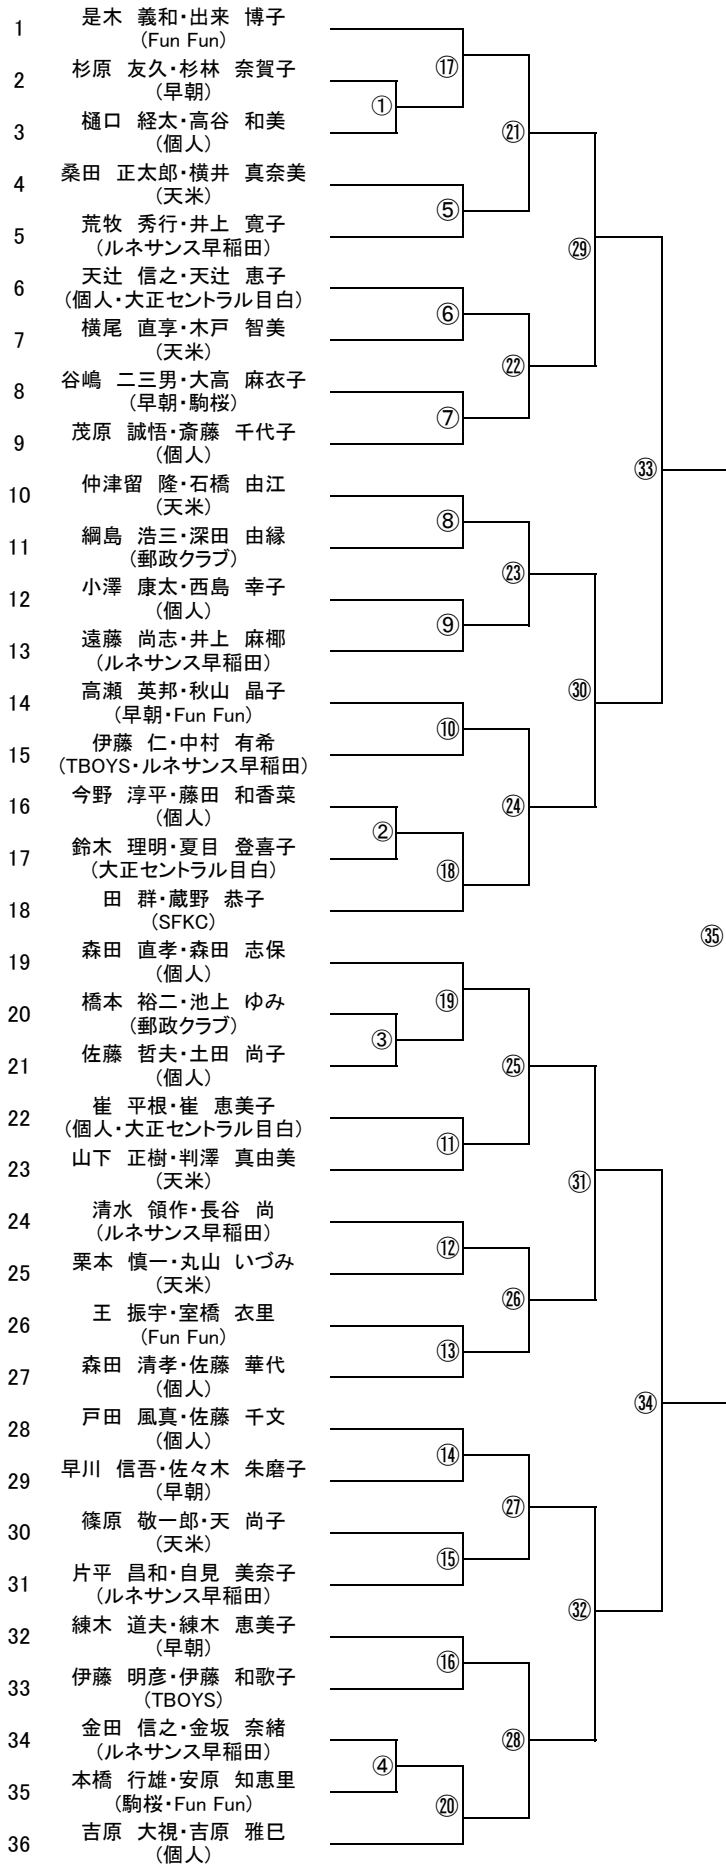 1 是木 義和・出来 博子
(Fun Fun)
⑰
2 杉原 友久・杉林 奈賀子
(早朝)
①
3 樋口 経太・高谷 和美
(個人)
㉑
4 桑田 正太郎・横井 真奈美
(天米)
⑤
5 荒牧 秀行・井上 寛子
(ルネサンス早稲田)
㉙
6 天辻 信之・天辻 恵子
(個人・大正セントラル目白)
⑥
7 横尾 直享・木戸 智美
(天米)
㉒
8 谷嶋 二三男・大高 麻衣子
(早朝・駒桜)
⑦
9 茂原 誠悟・斎藤 千代子
(個人)
㉝
10 仲津留 隆・石橋 由江
(天米)
⑧
11 綱島 浩三・深田 由縁
(郵政クラブ)
㉓
12 小澤 康太・西島 幸子
(個人)
⑨
13 遠藤 尚志・井上 麻椰
(ルネサンス早稲田)
㉚
14 高瀬 英邦・秋山 晶子
(早朝・Fun Fun)
⑩
15 伊藤 仁・中村 有希
(TBOYS・ルネサンス早稲田)
16 今野 淳平・藤田 和香菜
(個人)
㉔
②
17 鈴木 理明・夏目 登喜子
(大正セントラル目白)
⑱
18 田 群・蔵野 恭子
(SFKC)
㉟
19 森田 直孝・森田 志保
(個人)
⑲
20 橋本 裕二・池上 ゆみ
(郵政クラブ)
③
21 佐藤 哲夫・土田 尚子
(個人)
㉕
22 崔 平根・崔 恵美子
(個人・大正セントラル目白)
⑪
23 山下 正樹・判澤 真由美
(天米)
㉛
24 清水 領作・長谷 尚
(ルネサンス早稲田)
⑫
25 栗本 慎一・丸山 いづみ
(天米)
㉖
26 王 振宇・室橋 衣里
(Fun Fun)
⑬
27 森田 清孝・佐藤 華代
(個人)
㉞
28 戸田 風真・佐藤 千文
(個人)
⑭
29 早川 信吾・佐々木 朱磨子
(早朝)
㉗
30 篠原 敬一郎・天 尚子
(天米)
⑮
31 片平 昌和・自見 美奈子
(ルネサンス早稲田)
㉜
32 練木 道夫・練木 恵美子
(早朝)
⑯
33 伊藤 明彦・伊藤 和歌子
(TBOYS)
34 金田 信之・金坂 奈緒
(ルネサンス早稲田)
㉘
④
35 本橋 行雄・安原 知恵里
(駒桜・Fun Fun)
⑳
36 吉原 大視・吉原 雅巳
(個人)